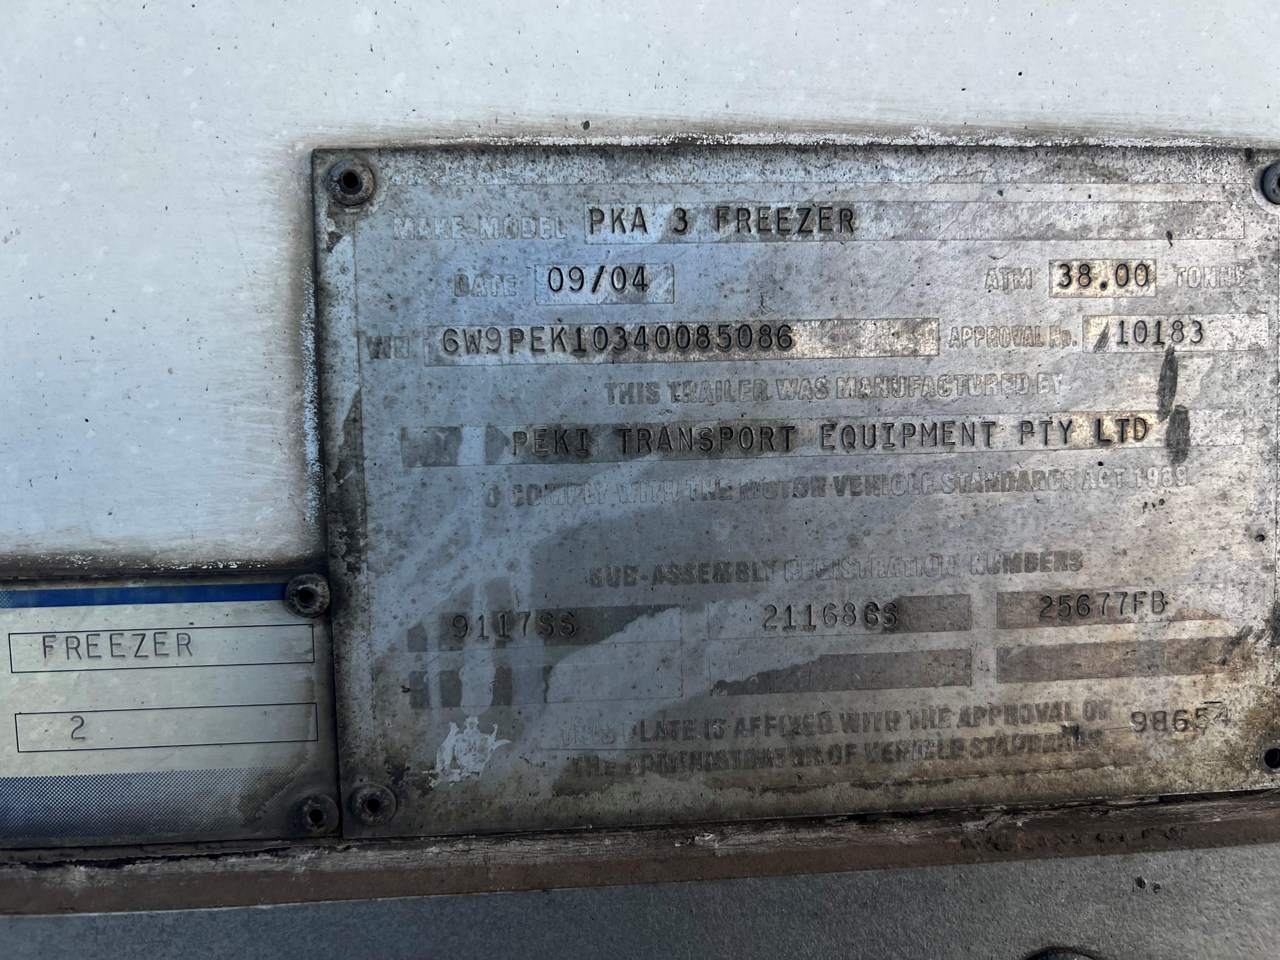 MAKE-MODEL PKA 3 FREEZER
DATE 09/04 ATM 38.00 TONNE
VIN 6W9PEK10340085086 APPROVAL No. 10183
THIS TRAILER WAS MANUFACTURED BY
PEKI TRANSPORT EQUIPMENT PTY LTD
TO COMPLY WITH THE MOTOR VEHICLE STANDARDS ACT 1989
SUB-ASSEMBLY REGISTRATION NUMBERS
9117SS 21168GS 25677FB
THIS PLATE IS AFFIXED WITH THE APPROVAL OF
THE ADMINISTRATOR OF VEHICLE STANDARDS 98654
FREEZER
2